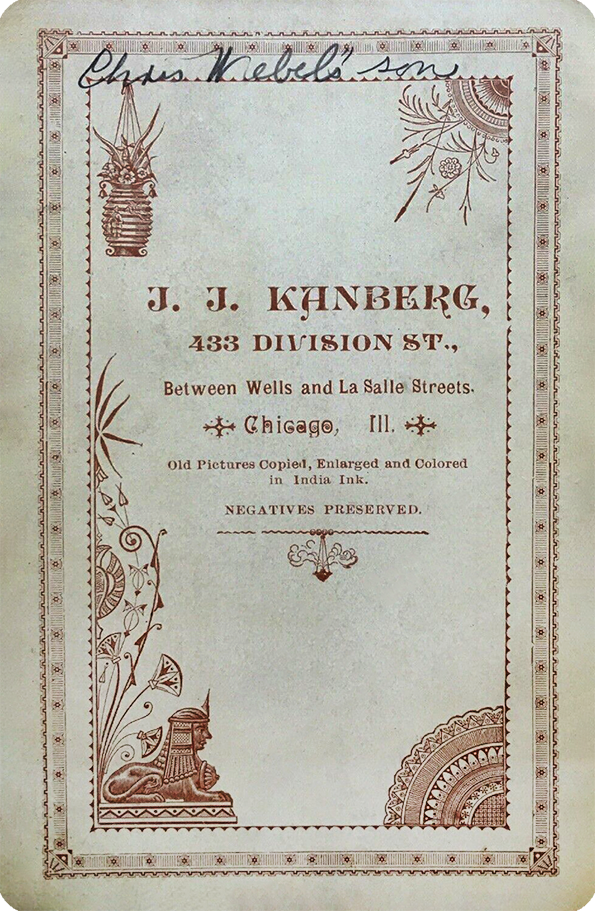 Chris Wiebel's son
J. J. KANBERG,
433 DIVISION ST.,
Between Wells and La Salle Streets.
Chicago, Ill.
Old Pictures Copied, Enlarged and Colored
in India Ink.
NEGATIVES PRESERVED.